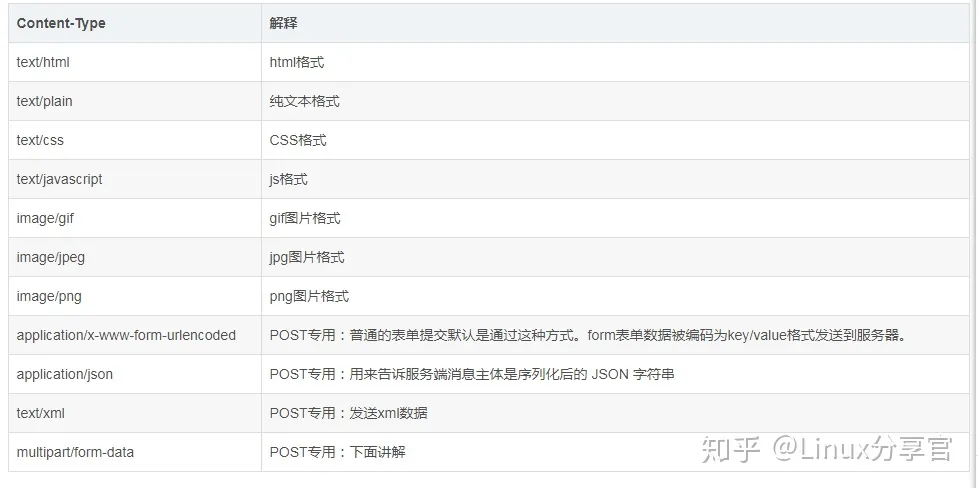 Content-Type 解释
text/html html格式
text/plain 纯文本格式
text/css CSS格式
text/javascript js格式
image/gif gif图片格式
image/jpeg jpg图片格式
image/png png图片格式
application/x-www-form-urlencoded POST专用：普通的表单提交默认是通过这种方式。form表单数据被编码为key/value格式发送到服务器。
application/json POST专用：用来告诉服务端消息主体是序列化后的 JSON 字符串
text/xml POST专用：发送xml数据
multipart/form-data POST专用：下面讲解
知乎 @Linux分享官